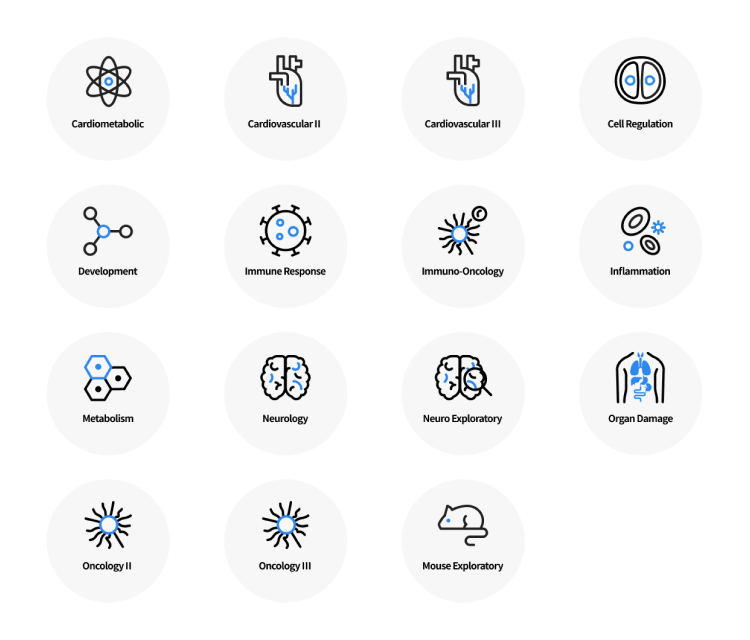 Cardiometabolic
Cardiovascular II
Cardiovascular III
Cell Regulation
Development
Immune Response
Immuno-Oncology
Inflammation
Metabolism
Neurology
Neuro Exploratory
Organ Damage
Oncology II
Oncology III
Mouse Exploratory